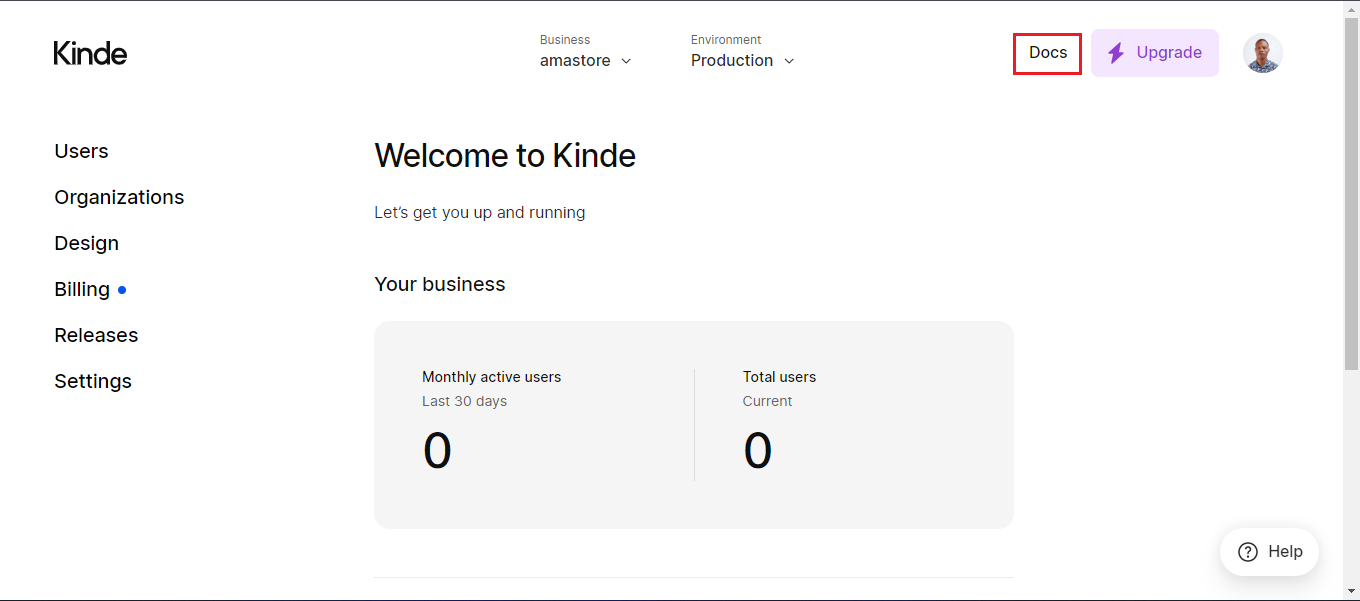 Kinde
Business
amastore
Environment
Production
Docs
Upgrade
Users
Organizations
Design
Billing
Releases
Settings
Welcome to Kinde
Let’s get you up and running
Your business
Monthly active users
Last 30 days
0
Total users
Current
0
Help